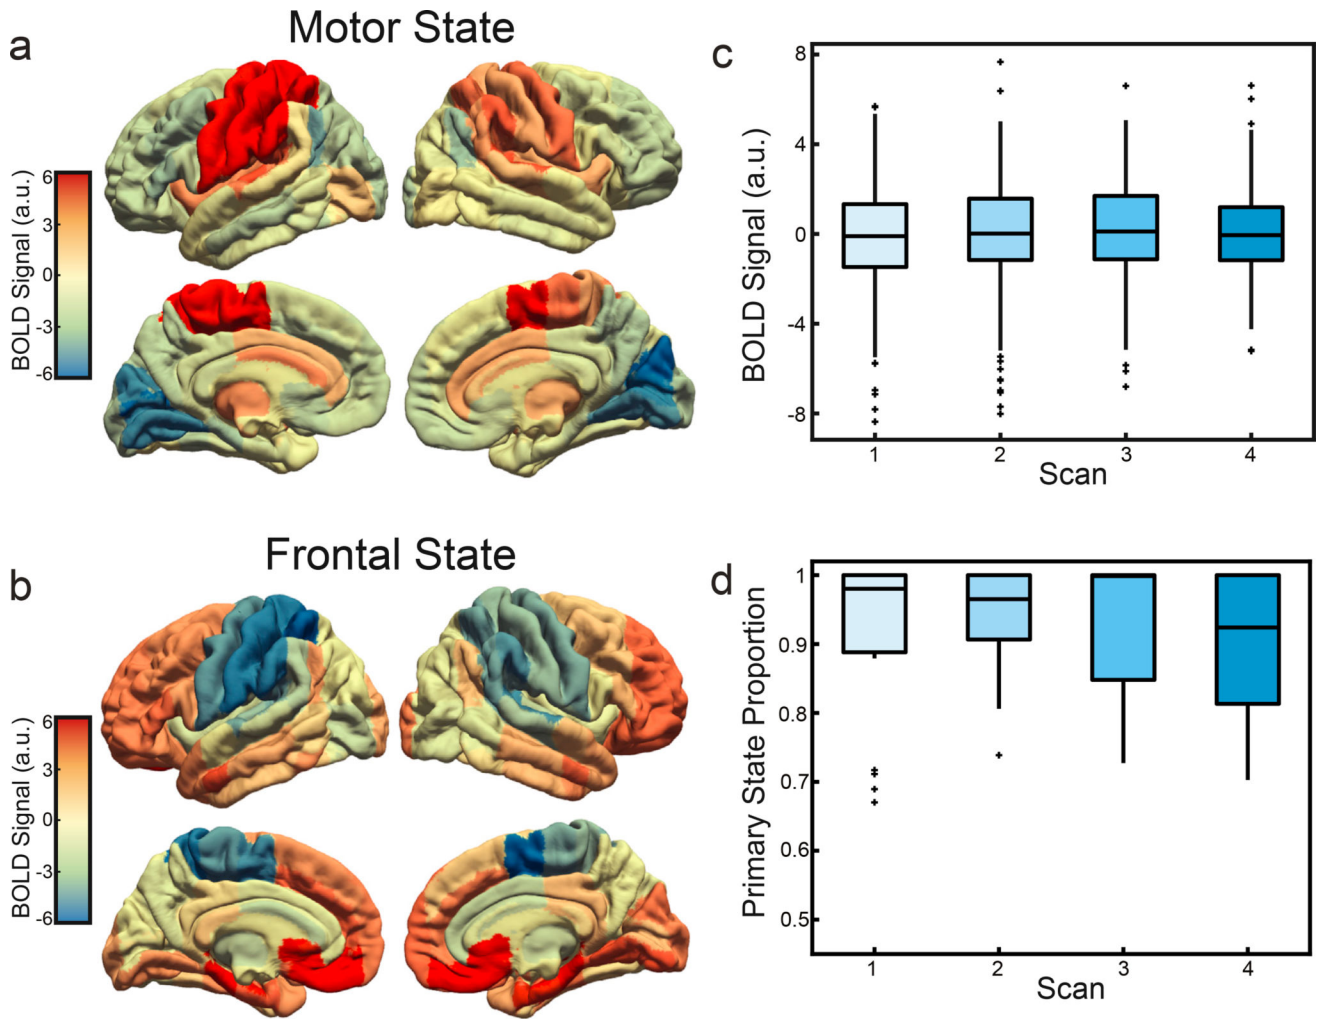 Motor State
a
BOLD Signal (a.u.)
6
3
0
-3
-6
Frontal State
b
BOLD Signal (a.u.)
6
3
0
-3
-6
c
BOLD Signal (a.u.)
8
4
0
-4
-8
1 2 3 4
Scan
d
Primary State Proportion
1
0.9
0.8
0.7
0.6
0.5
1 2 3 4
Scan